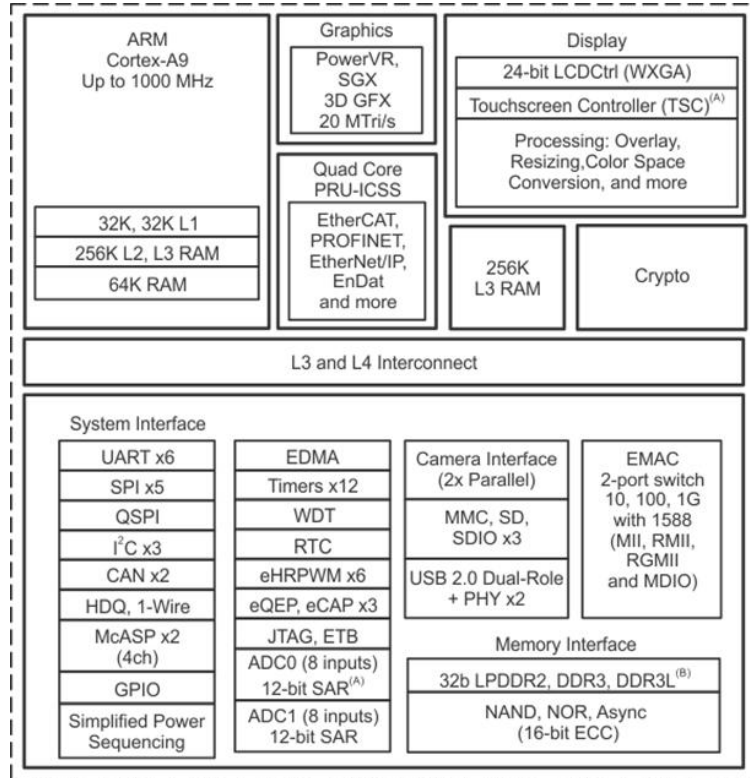 ARM
Cortex-A9
Up to 1000 MHz
32K, 32K L1
256K L2, L3 RAM
64K RAM
Graphics
PowerVR,
SGX
3D GFX
20 MTri/s
Quad Core
PRU-ICSS
EtherCAT,
PROFINET,
EtherNet/IP,
EnDat
and more
Display
24-bit LCDCtrl (WXGA)
Touchscreen Controller (TSC)(A)
Processing: Overlay,
Resizing,Color Space
Conversion, and more
256K
L3 RAM
Crypto
L3 and L4 Interconnect
System Interface
UART x6
SPI x5
QSPI
I2C x3
CAN x2
HDQ, 1-Wire
McASP x2
(4ch)
GPIO
Simplified Power
Sequencing
EDMA
Timers x12
WDT
RTC
eHRPWM x6
eQEP, eCAP x3
JTAG, ETB
ADC0 (8 inputs)
12-bit SAR(A)
ADC1 (8 inputs)
12-bit SAR
Camera Interface
(2x Parallel)
MMC, SD,
SDIO x3
USB 2.0 Dual-Role
+ PHY x2
EMAC
2-port switch
10, 100, 1G
with 1588
(MII, RMII,
RGMII
and MDIO)
Memory Interface
32b LPDDR2, DDR3, DDR3L(B)
NAND, NOR, Async
(16-bit ECC)